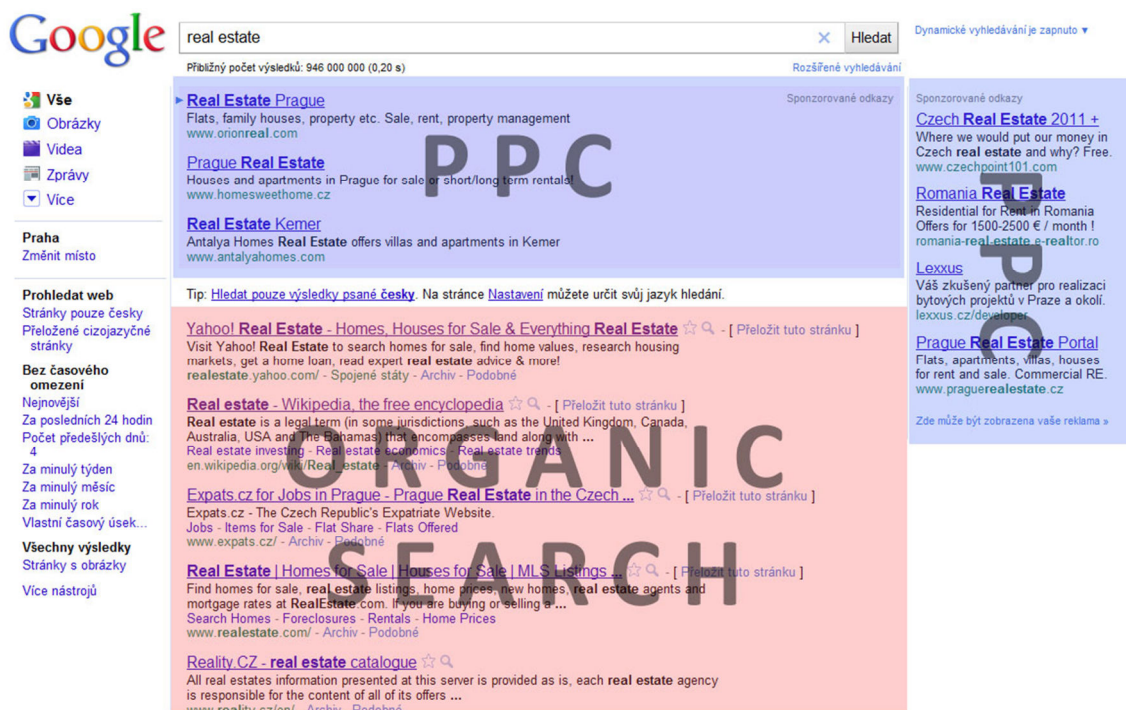 Google
real estate
Hledat
Dynamické vyhledávání je zapnuto ▼
Přibližný počet výsledků: 946 000 000 (0,20 s)
Rozšířené vyhledávání
Vše
Obrázky
Videa
Zprávy
Více
Praha
Změnit místo
Prohledat web
Stránky pouze česky
Přeložené cizojazyčné
stránky
Bez časového
omezení
Nejnovější
Za posledních 24 hodin
Počet předešlých dnů:
4
Za minulý týden
Za minulý měsíc
Za minulý rok
Vlastní časový úsek...
Všechny výsledky
Stránky s obrázky
Více nástrojů
Real Estate Prague
Sponzorované odkazy
Flats, family houses, property etc. Sale, rent, property management
www.orionreal.com
Prague Real Estate
Houses and apartments in Prague for sale or short/long term rentals!
www.homesweethome.cz
Real Estate Kemer
Antalya Homes Real Estate offers villas and apartments in Kemer
www.antalyahomes.com
PPC
Tip: Hledat pouze výsledky psané česky. Na stránce Nastavení můžete určit svůj jazyk hledání.
Yahoo! Real Estate - Homes, Houses for Sale & Everything Real Estate - [ Přeložit tuto stránku ]
Visit Yahoo! Real Estate to search homes for sale, find home values, research housing
markets, get a home loan, read expert real estate advice & more!
realestate.yahoo.com/ - Spojené státy - Archiv - Podobné
Real estate - Wikipedia, the free encyclopedia - [ Přeložit tuto stránku ]
Real estate is a legal term (in some jurisdictions, such as the United Kingdom, Canada,
Australia, USA and The Bahamas) that encompasses land along with ...
Real estate investing - Real estate economics - Real estate trends
en.wikipedia.org/wiki/Real_estate - Archiv - Podobné
Expats.cz for Jobs in Prague - Prague Real Estate in the Czech ... - [ Přeložit tuto stránku ]
Expats.cz - The Czech Republic's Expatriate Website.
Jobs - Items for Sale - Flat Share - Flats Offered
www.expats.cz/ - Archiv - Podobné
Real Estate | Homes for Sale | Houses for Sale | MLS Listings ... - [ Přeložit tuto stránku ]
Find homes for sale, real estate listings, home prices, new homes, real estate agents and
mortgage rates at RealEstate.com. If you are buying or selling a ...
Search Homes - Foreclosures - Rentals - Home Prices
www.realestate.com/ - Archiv - Podobné
Reality.CZ - real estate catalogue
All real estates information presented at this server is provided as is, each real estate agency
is responsible for the content of all of its offers ...
www.reality.cz/en/ - Archiv - Podobné
ORGANIC
SEARCH
Sponzorované odkazy
Czech Real Estate 2011 +
Where we would put our money in
Czech real estate and why? Free.
www.czechpoint101.com
Romania Real Estate
Residential for Rent in Romania
Offers for 1500-2500 € / month !
romania-real-estate.e-realtor.ro
Lexxus
Váš zkušený partner pro realizaci
bytových projektů v Praze a okolí.
lexxus.cz/developer
Prague Real Estate Portal
Flats, apartments, villas, houses
for rent and sale. Commercial RE.
www.praguerealestate.cz
Zde může být zobrazena vaše reklama »
PPC